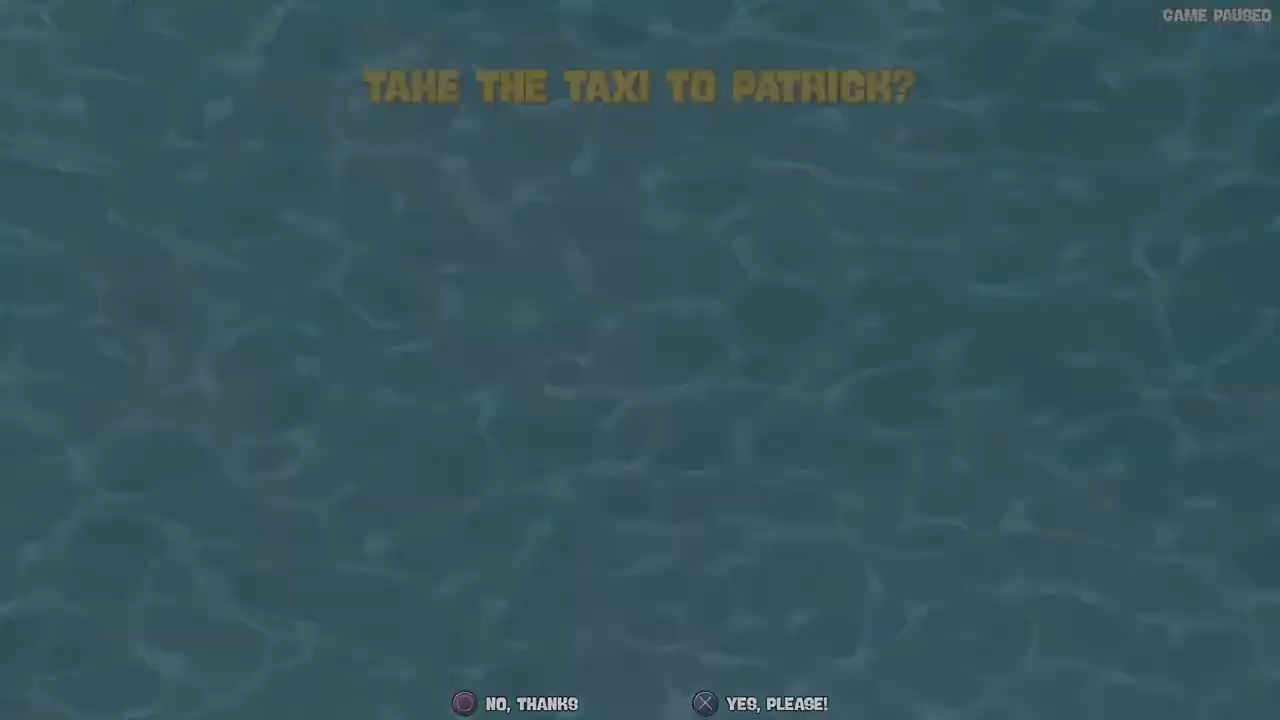 GAME PAUSED
TAKE THE TAXI TO PATRICK?
NO, THANKS
YES, PLEASE!